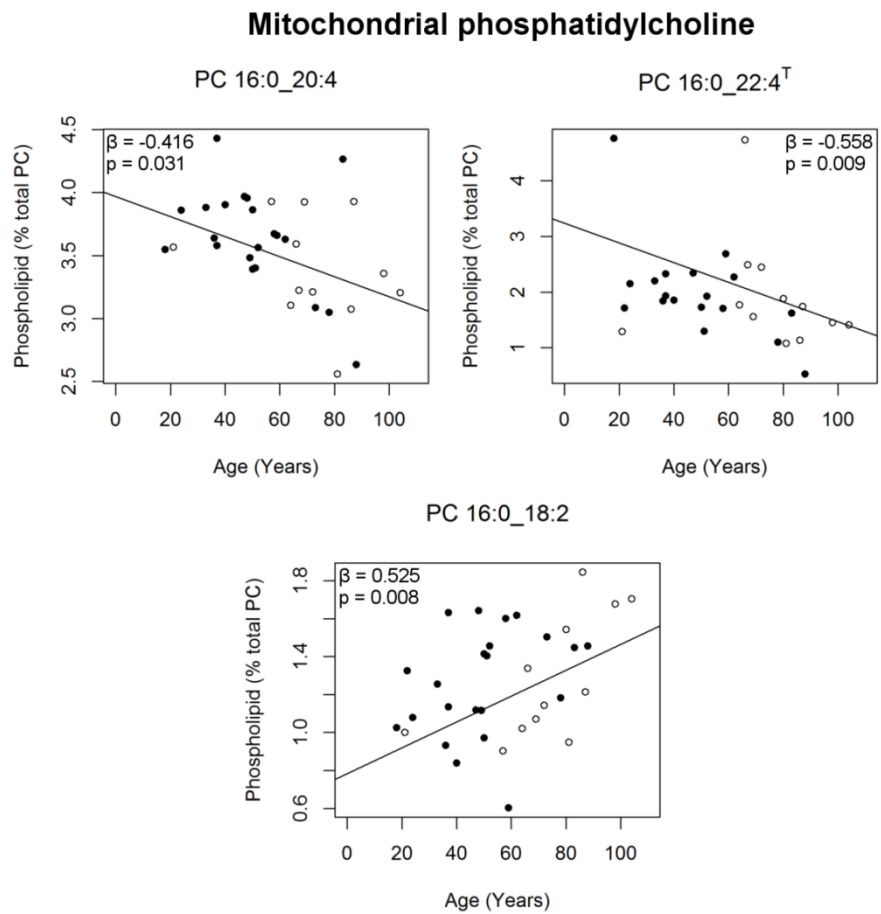 Mitochondrial phosphatidylcholine
PC 16:0_20:4
Phospholipid (% total PC)
4.5
4.0
3.5
3.0
2.5
β = -0.416
p = 0.031
0 20 40 60 80 100
Age (Years)
PC 16:0_22:4ᵀ
Phospholipid (% total PC)
4
3
2
1
β = -0.558
p = 0.009
0 20 40 60 80 100
Age (Years)
PC 16:0_18:2
Phospholipid (% total PC)
1.8
1.4
1.0
0.6
β = 0.525
p = 0.008
0 20 40 60 80 100
Age (Years)